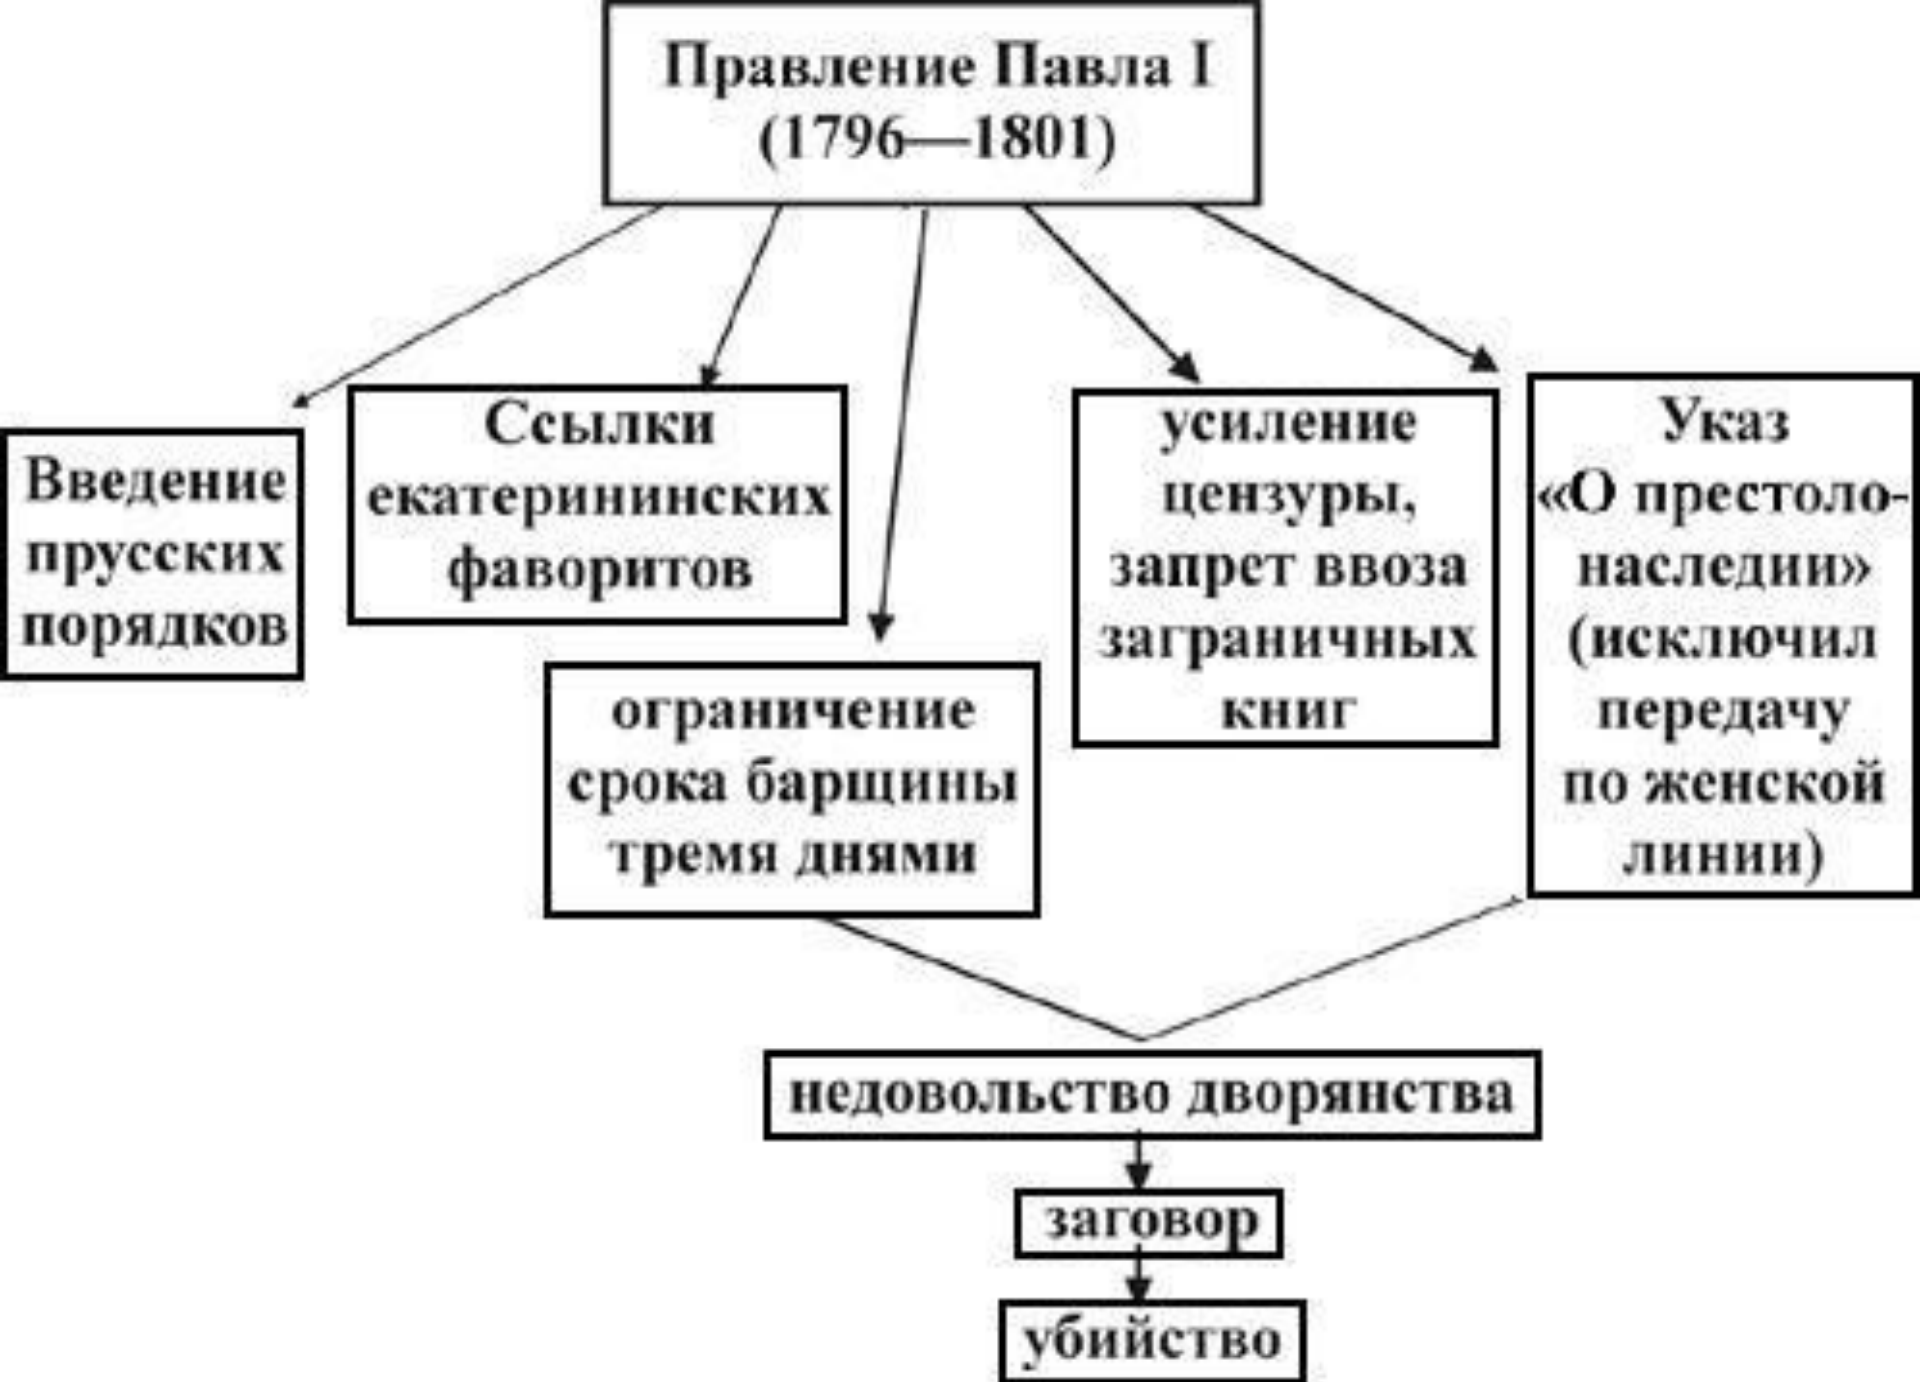 Правление Павла I
(1796—1801)
Введение
прусских
порядков
Ссылки
екатерининских
фаворитов
ограничение
срока барщины
тремя днями
усиление
цензуры,
запрет ввоза
заграничных
книг
Указ
«О престоло-
наследии»
(исключил
передачу
по женской
линии)
недовольство дворянства
заговор
убийство